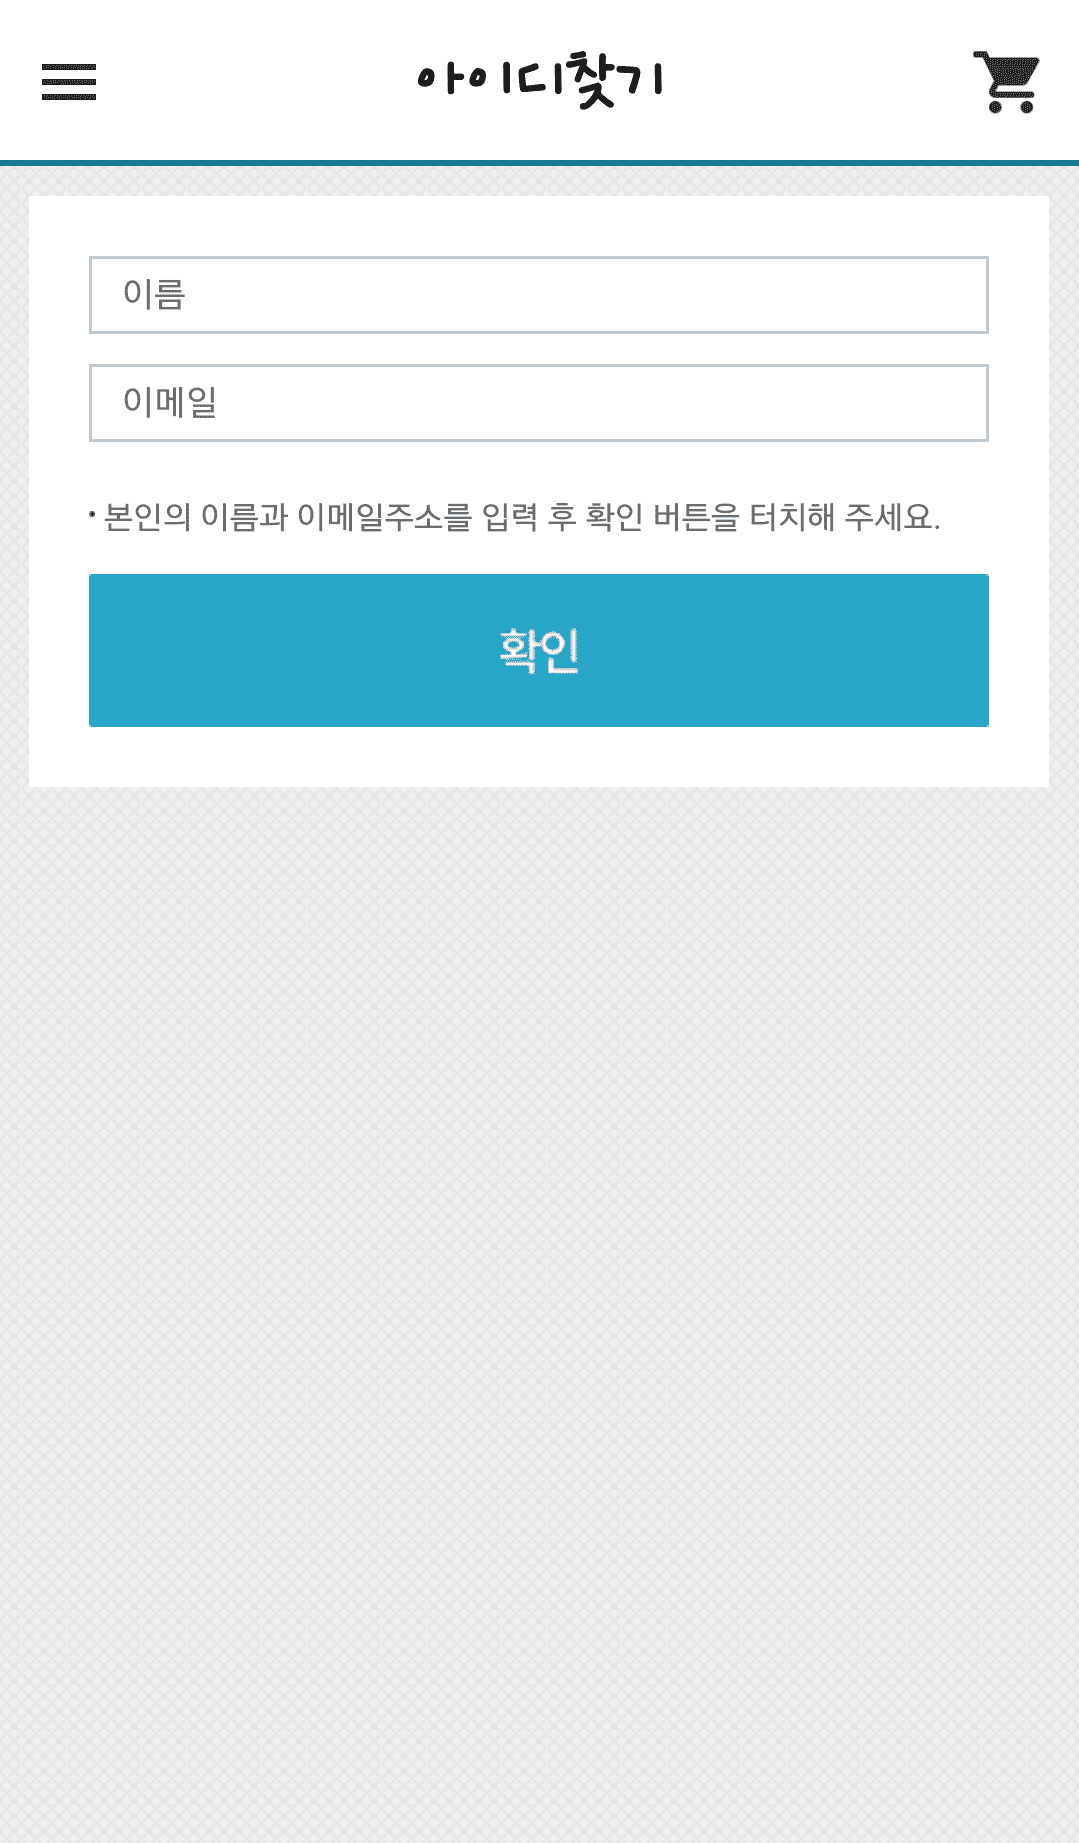 아이디찾기
이름
이메일
• 본인의 이름과 이메일주소를 입력 후 확인 버튼을 터치해 주세요.
확인